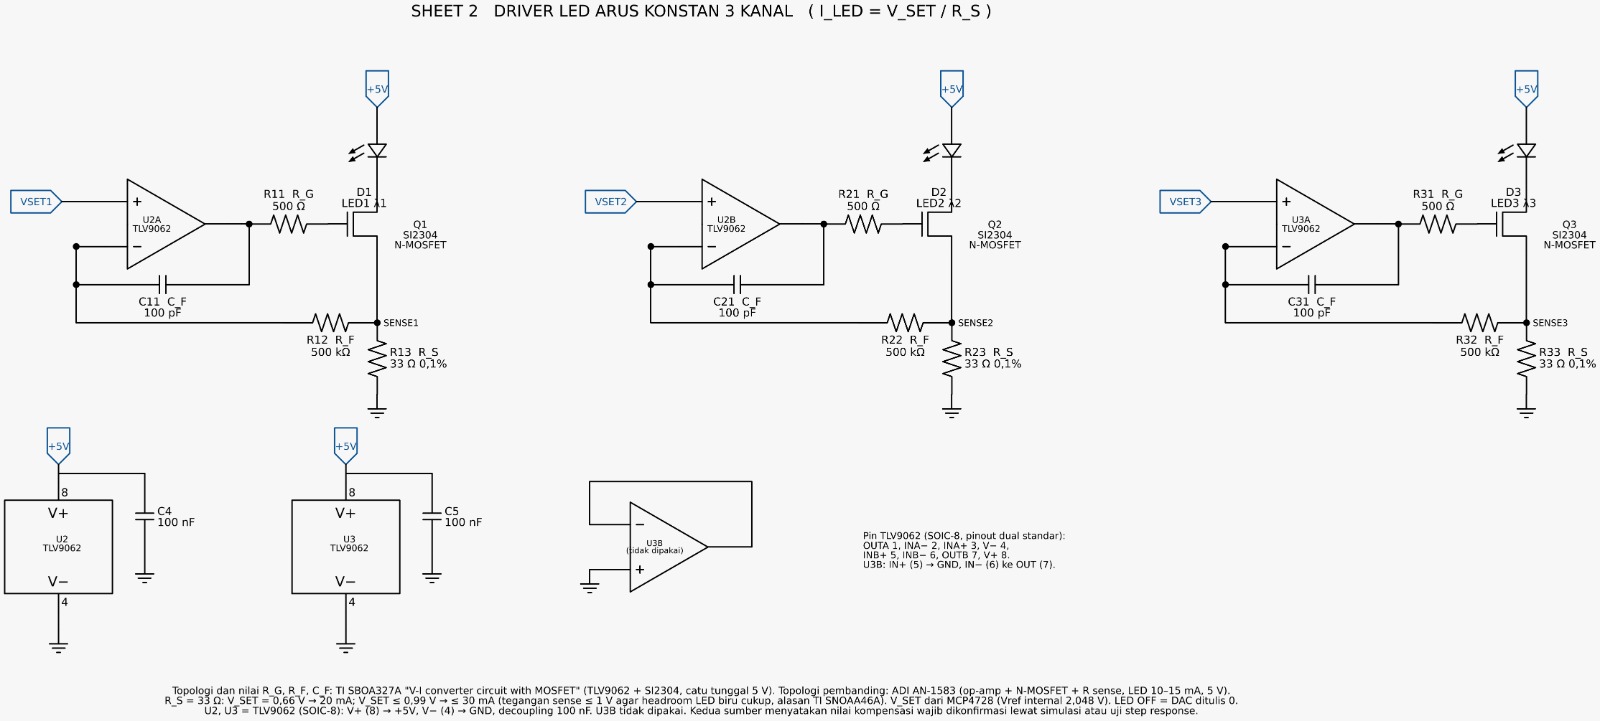 SHEET 2   DRIVER LED ARUS KONSTAN 3 KANAL   ( I_LED = V_SET / R_S )
+5V
+5V
+5V
VSET1
+
U2A
TLV9062
−
R11  R_G
500 Ω
D1
LED1 λ1
Q1
SI2304
N-MOSFET
C11  C_F
100 pF
R12  R_F
500 kΩ
SENSE1
R13  R_S
33 Ω 0,1%
VSET2
+
U2B
TLV9062
−
R21  R_G
500 Ω
D2
LED2 λ2
Q2
SI2304
N-MOSFET
C21  C_F
100 pF
R22  R_F
500 kΩ
SENSE2
R23  R_S
33 Ω 0,1%
VSET3
+
U3A
TLV9062
−
R31  R_G
500 Ω
D3
LED3 λ3
Q3
SI2304
N-MOSFET
C31  C_F
100 pF
R32  R_F
500 kΩ
SENSE3
R33  R_S
33 Ω 0,1%
+5V
8
V+
U2
TLV9062
V−
4
C4
100 nF
+5V
8
V+
U3
TLV9062
V−
4
C5
100 nF
−
U3B
(tidak dipakai)
+
Pin TLV9062 (SOIC-8, pinout dual standar):
OUTA 1, INA− 2, INA+ 3, V− 4,
INB+ 5, INB− 6, OUTB 7, V+ 8.
U3B: IN+ (5) → GND, IN− (6) ke OUT (7).
Topologi dan nilai R_G, R_F, C_F: TI SBOA327A "V-I converter circuit with MOSFET" (TLV9062 + SI2304, catu tunggal 5 V). Topologi pembanding: ADI AN-1583 (op-amp + N-MOSFET + R sense, LED 10–15 mA, 5 V).
R_S = 33 Ω: V_SET = 0,66 V → 20 mA; V_SET ≤ 0,99 V → ≤ 30 mA (tegangan sense ≤ 1 V agar headroom LED biru cukup, alasan TI SNOAA46A). V_SET dari MCP4728 (Vref internal 2,048 V). LED OFF = DAC ditulis 0.
U2, U3 = TLV9062 (SOIC-8): V+ (8) → +5V, V− (4) → GND, decoupling 100 nF. U3B tidak dipakai. Kedua sumber menyatakan nilai kompensasi wajib dikonfirmasi lewat simulasi atau uji step response.